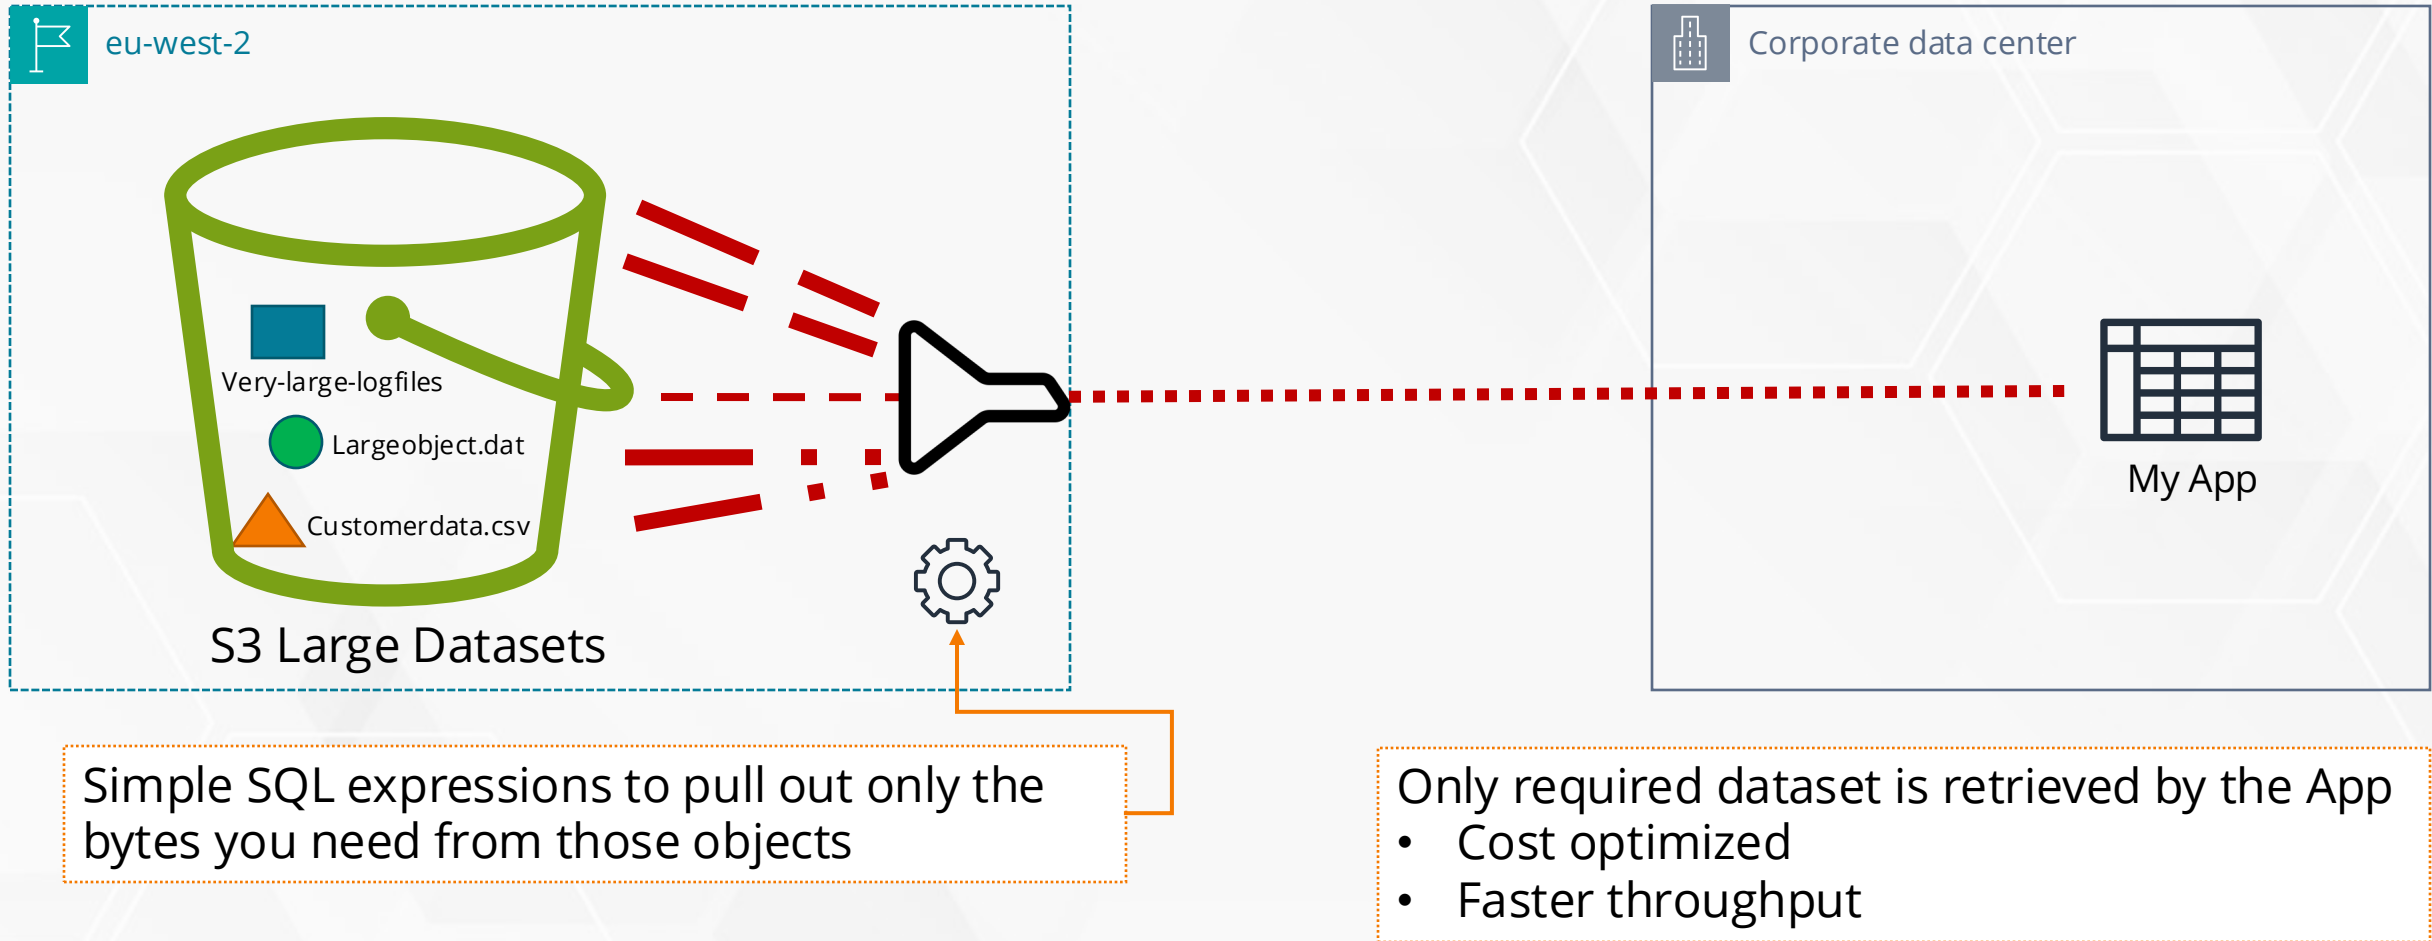 eu-west-2
Corporate data center
Very-large-logfiles
Largeobject.dat
Customerdata.csv
S3 Large Datasets
My App
Simple SQL expressions to pull out only the
bytes you need from those objects
Only required dataset is retrieved by the App
• Cost optimized
• Faster throughput